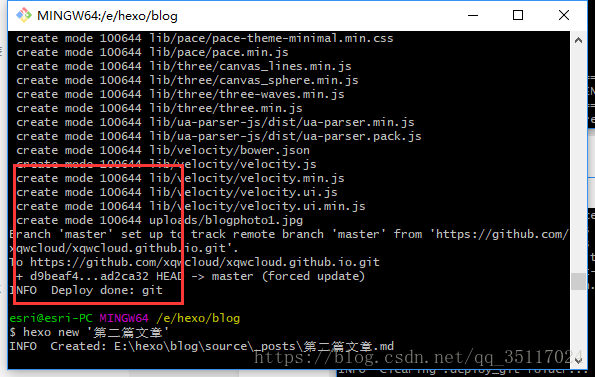 MINGW64:/e/hexo/blog
create mode 100644 lib/pace/pace-theme-minimal.min.css
create mode 100644 lib/pace/pace.min.js
create mode 100644 lib/three/canvas_lines.min.js
create mode 100644 lib/three/canvas_sphere.min.js
create mode 100644 lib/three/three-waves.min.js
create mode 100644 lib/three/three.min.js
create mode 100644 lib/ua-parser-js/dist/ua-parser.min.js
create mode 100644 lib/ua-parser-js/dist/ua-parser.pack.js
create mode 100644 lib/velocity/bower.json
create mode 100644 lib/velocity/velocity.js
create mode 100644 lib/velocity/velocity.min.js
create mode 100644 lib/velocity/velocity.ui.js
create mode 100644 lib/velocity/velocity.ui.min.js
create mode 100644 uploads/blogphoto1.jpg
Branch 'master' set up to track remote branch 'master' from 'https://github.com/
xqwcloud/xqwcloud.github.io.git'.
To https://github.com/xqwcloud/xqwcloud.github.io.git
+ d9beaf4...ad2ca32 HEAD -> master (forced update)
INFO  Deploy done: git
esri@esri-PC MINGW64 /e/hexo/blog
$ hexo new '第二篇文章'
INFO  Created: E:\hexo\blog\source\_posts\第二篇文章.md
https://blog.csdn.net/qq_35117024
INFO  Clearing .deploy_git folder...